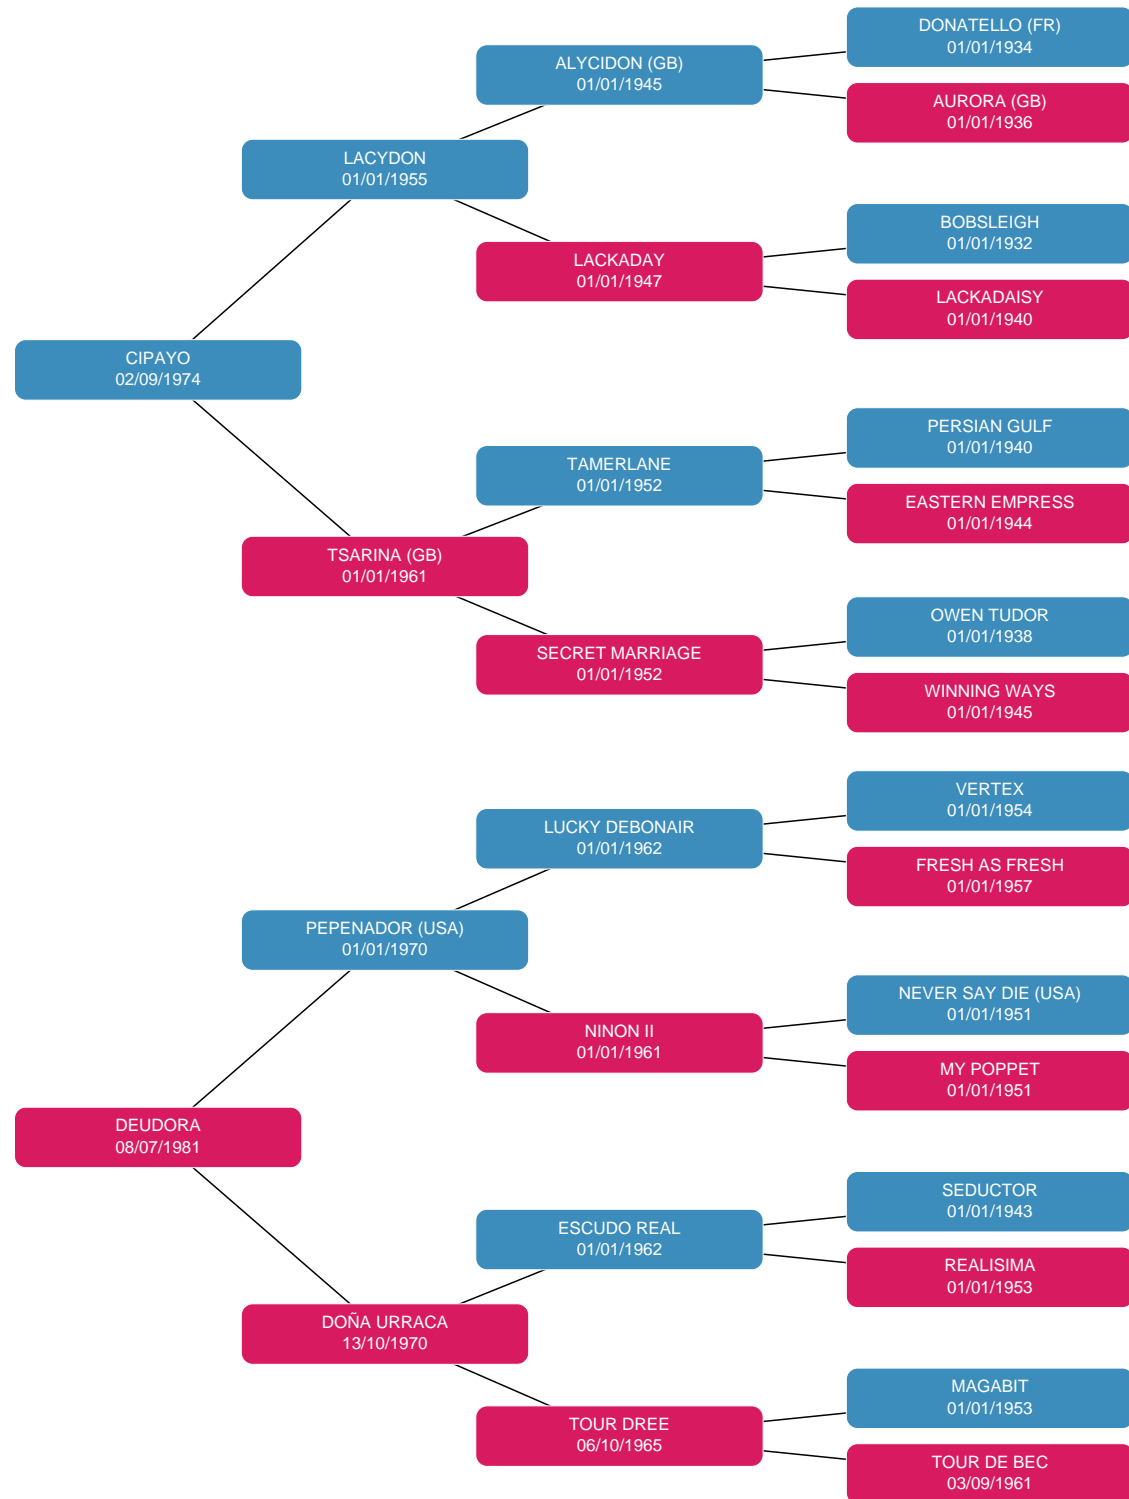 DONATELLO (FR)
01/01/1934
ALYCIDON (GB)
01/01/1945
AURORA (GB)
01/01/1936
LACYDON
01/01/1955
BOBSLEIGH
01/01/1932
LACKADAY
01/01/1947
LACKADAISY
01/01/1940
CIPAYO
02/09/1974
PERSIAN GULF
01/01/1940
TAMERLANE
01/01/1952
EASTERN EMPRESS
01/01/1944
TSARINA (GB)
01/01/1961
OWEN TUDOR
01/01/1938
SECRET MARRIAGE
01/01/1952
WINNING WAYS
01/01/1945
VERTEX
01/01/1954
LUCKY DEBONAIR
01/01/1962
FRESH AS FRESH
01/01/1957
PEPENADOR (USA)
01/01/1970
NEVER SAY DIE (USA)
01/01/1951
NINON II
01/01/1961
MY POPPET
01/01/1951
DEUDORA
08/07/1981
SEDUCTOR
01/01/1943
ESCUDO REAL
01/01/1962
REALISIMA
01/01/1953
DOÑA URRACA
13/10/1970
MAGABIT
01/01/1953
TOUR DREE
06/10/1965
TOUR DE BEC
03/09/1961